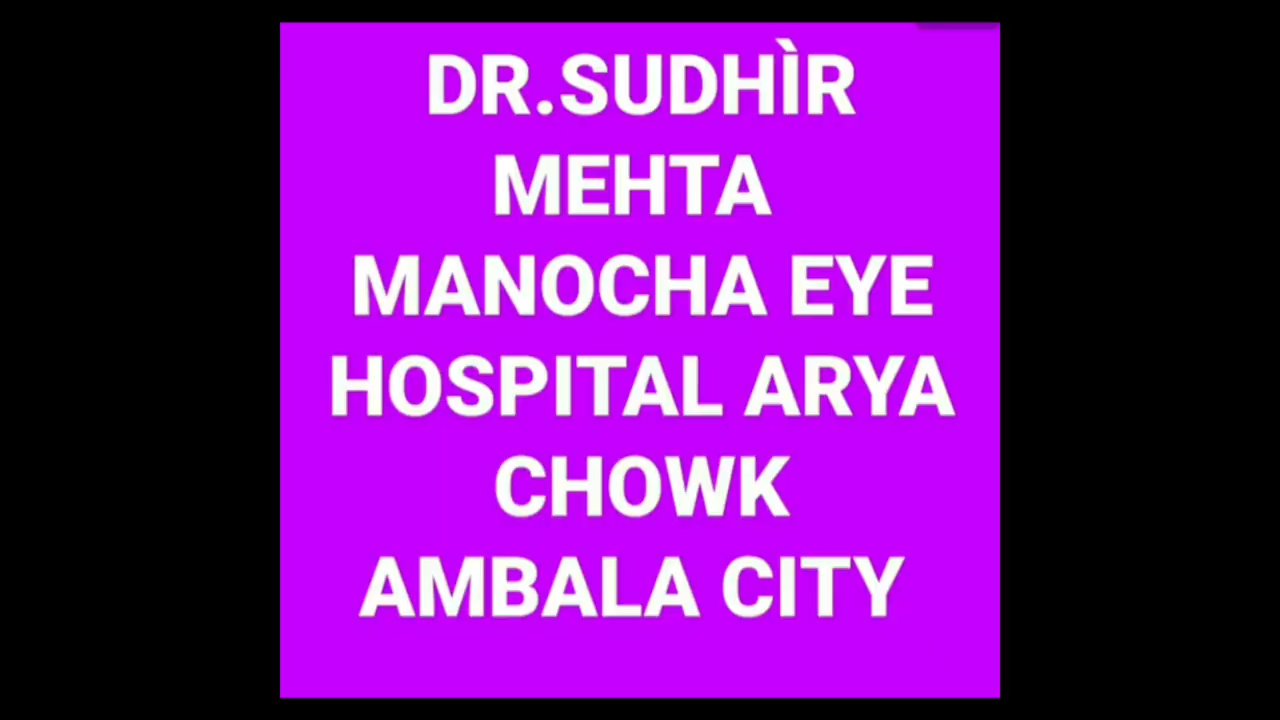 DR.SUDHÌR
MEHTA
MANOCHA EYE
HOSPITAL ARYA
CHOWK
AMBALA CITY